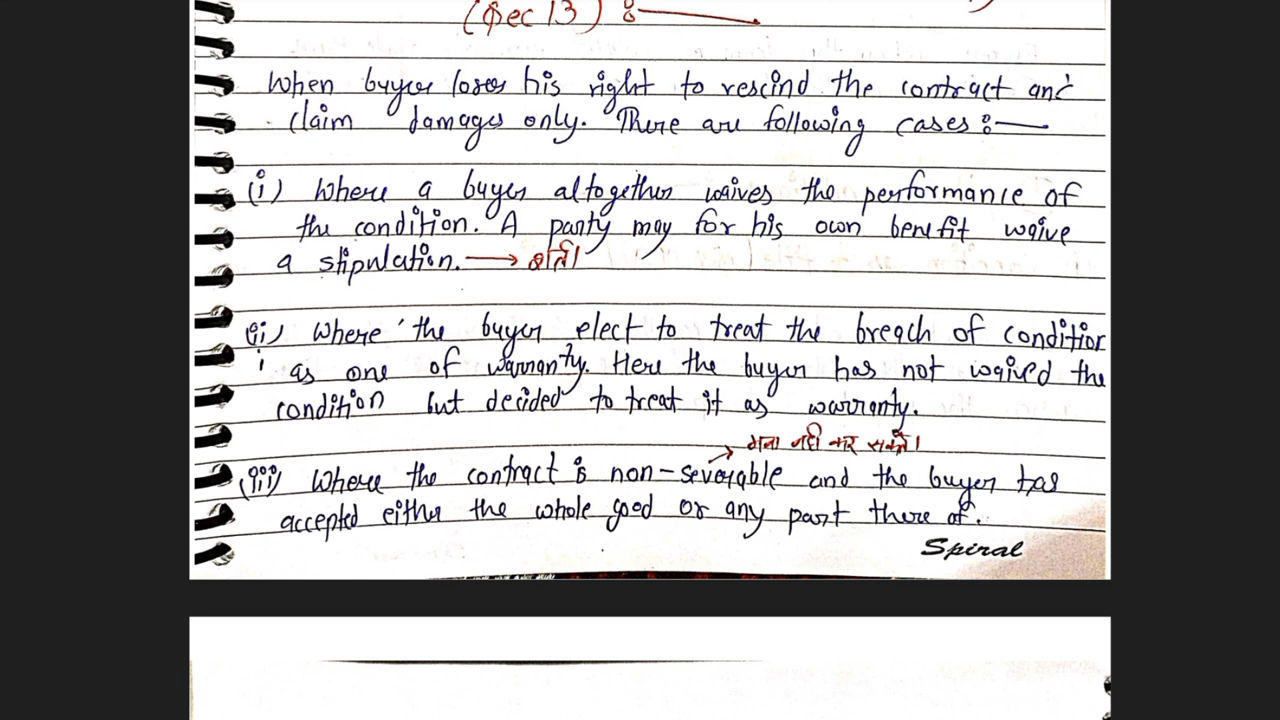 (Sec 13) :
When buyer loses his right to rescind the contract and
claim damages only. There are following cases :—
(i) Where a buyer altogether waives the performance of
the condition. A party may for his own benefit waive
a stipulation. → शर्त।
(ii) Where the buyer elect to treat the breach of condition
as one of warranty. Here the buyer has not waived the
condition but decided to treat it as warranty.
→ नही कर सकते।
(iii) Where the contract is non-severable and the buyer has
accepted either the whole good or any part there of.
Spiral